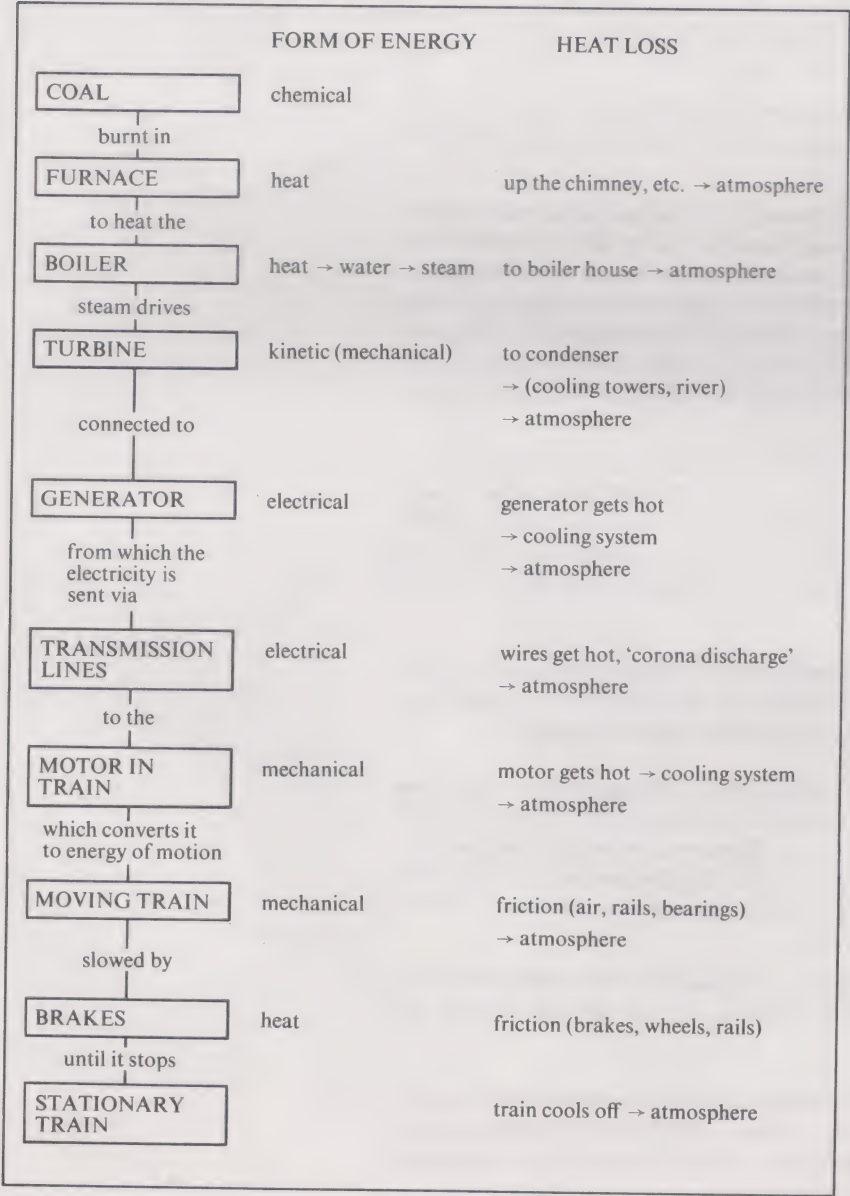 FORM OF ENERGY HEAT LOSS
COAL chemical
burnt in
FURNACE heat up the chimney, etc. → atmosphere
to heat the
BOILER heat → water → steam to boiler house → atmosphere
steam drives
TURBINE kinetic (mechanical) to condenser
→ (cooling towers, river)
connected to → atmosphere
GENERATOR electrical generator gets hot
→ cooling system
from which the
electricity is → atmosphere
sent via
TRANSMISSION electrical wires get hot, ‘corona discharge’
LINES → atmosphere
to the
MOTOR IN mechanical motor gets hot → cooling system
TRAIN → atmosphere
which converts it
to energy of motion
MOVING TRAIN mechanical friction (air, rails, bearings)
→ atmosphere
slowed by
BRAKES heat friction (brakes, wheels, rails)
until it stops
STATIONARY train cools off → atmosphere
TRAIN